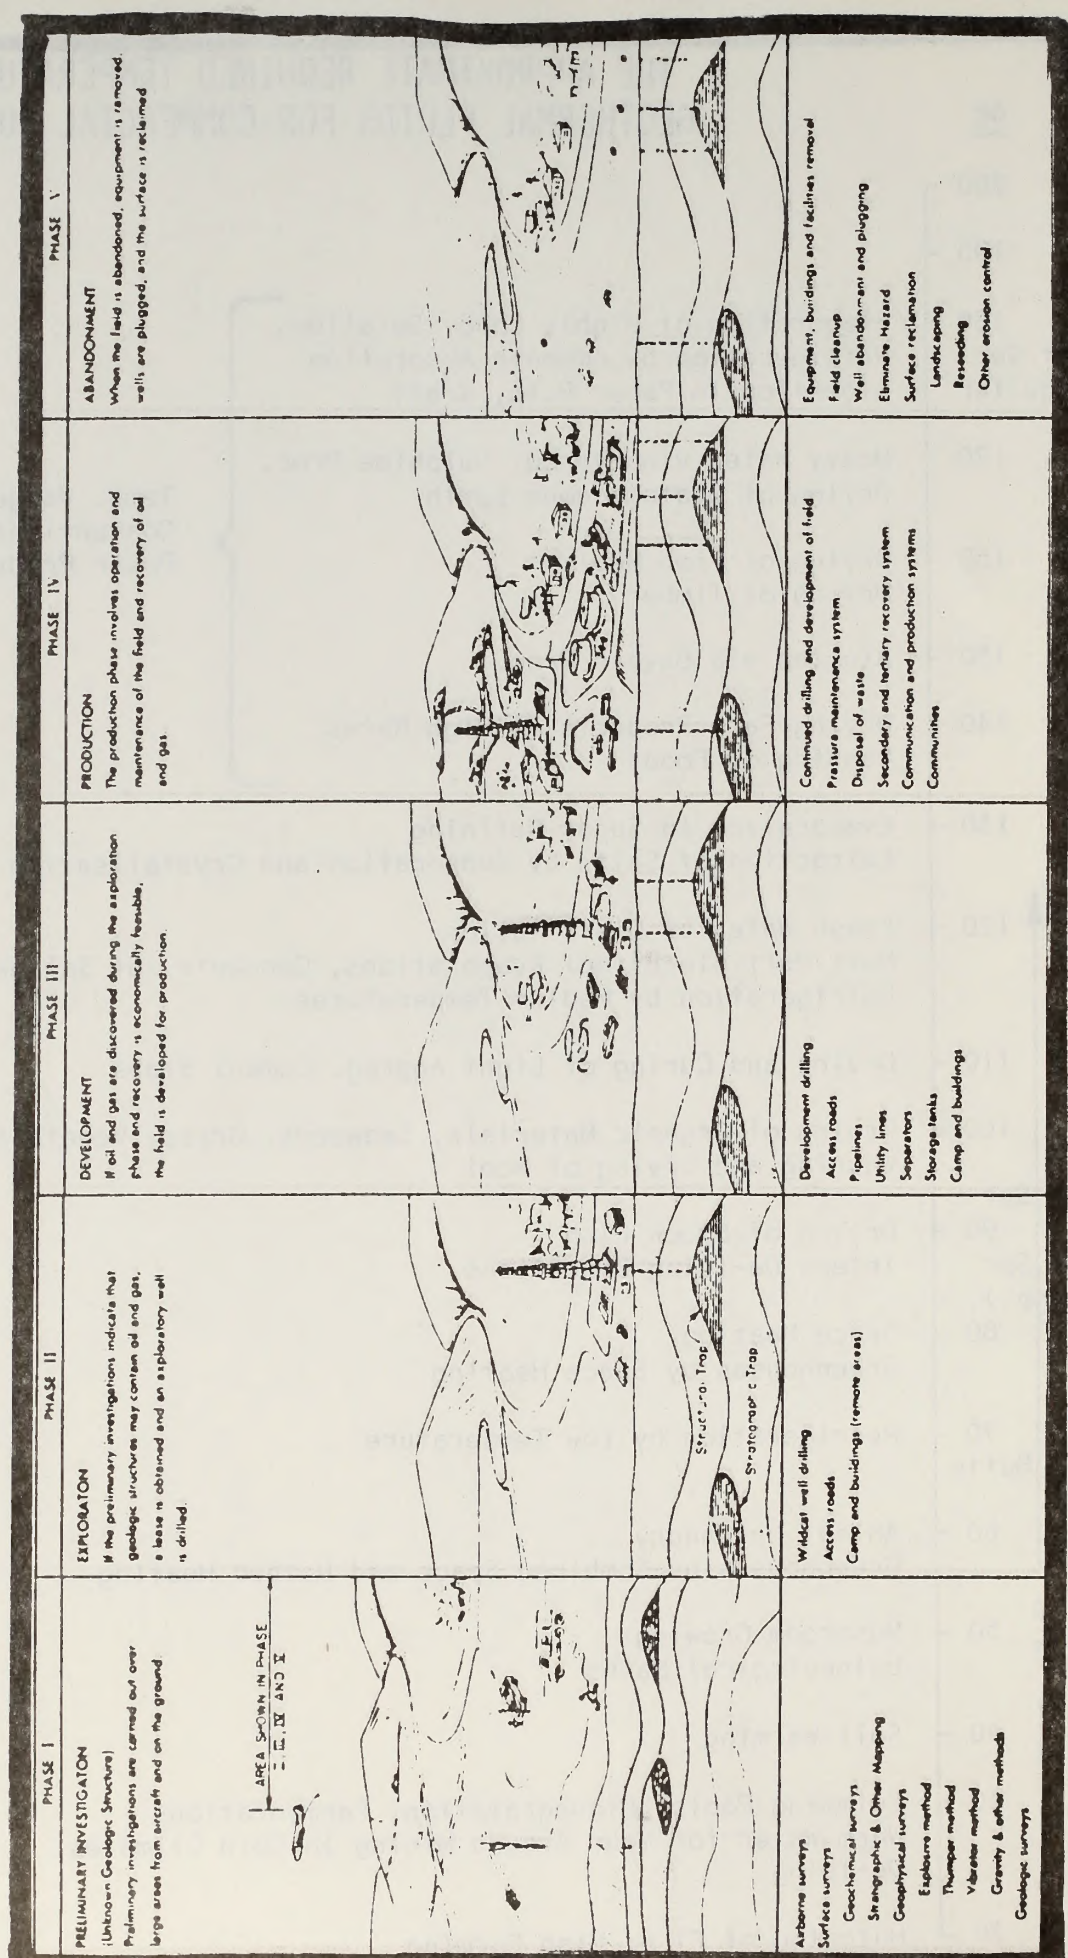 PHASE I
PRELIMINARY INVESTIGATON
(Unknown Geologic Structure)
Preliminary investigations are carried out over
large areas from aircraft and on the ground.
AREA SHOWN IN PHASE
AND V
Airborne surveys
Surface surveys
Geochemical surveys
Stratigraphic & Other Mapping
Geophysical surveys
Explosive method
Thumper method
Vibrator method
Gravity & other methods
Geologic surveys
PHASE II
EXPLORATON
If the preliminary investigations indicate that
geologic structures may contain oil and gas,
a lease is obtained and an exploratory well
is drilled.
Structural Trap
Stratographic Trap
Wildcat well drilling
Access roads
Camp and buildings (remote areas)
PHASE III
DEVELOPMENT
If oil and gas are discovered during the exploration
phase and recovery is economically feasible,
the field is developed for production.
Development drilling
Access roads
Pipelines
Utility lines
Separators
Storage tanks
Camp and buildings
PHASE IV
PRODUCTION
The production phase involves operation and
maintenance of the field and recovery of oil
and gas.
Continued drilling and development of field
Pressure maintenance system
Disposal of waste
Secondary and tertiary recovery system
Communication and production systems
Communities
PHASE V
ABANDONMENT
When the field is abandoned, equipment is removed,
wells are plugged, and the surface is reclaimed
Equipment, buildings and facilities removal
Field cleanup
Well abandonment and plugging
Eliminate Hazard
Surface reclamation
Landscaping
Reseeding
Other erosion control